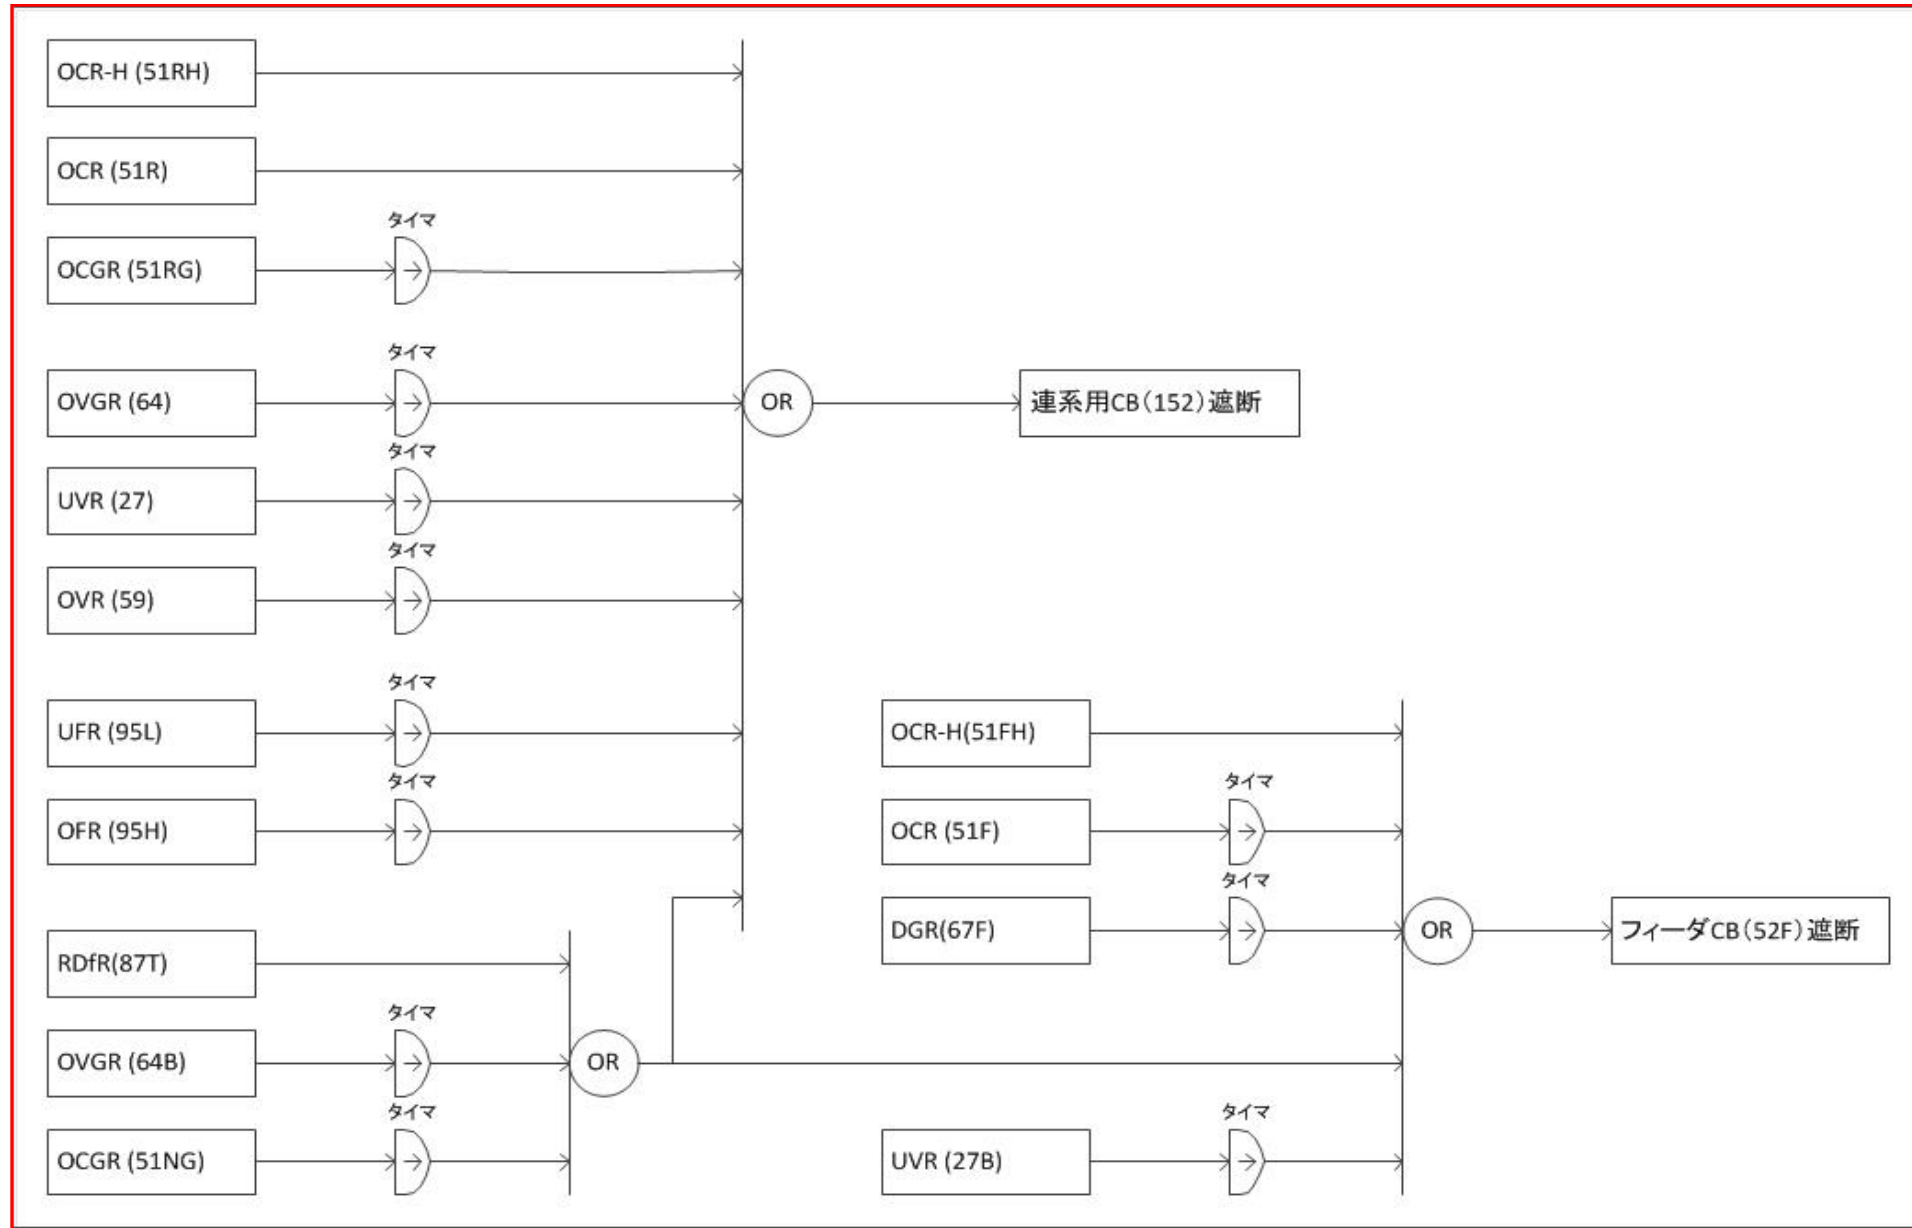 OCR-H (51RH)
OCR (51R)
タイマ
OCGR (51RG)
タイマ
OVGR (64)
OR
連系用CB（152）遮断
タイマ
UVR (27)
タイマ
OVR (59)
タイマ
UFR (95L)
OCR-H(51FH)
タイマ
タイマ
OFR (95H)
OCR (51F)
タイマ
DGR(67F)
OR
フィーダCB（52F）遮断
RDfR(87T)
タイマ
OVGR (64B)
OR
タイマ
タイマ
OCGR (51NG)
UVR (27B)